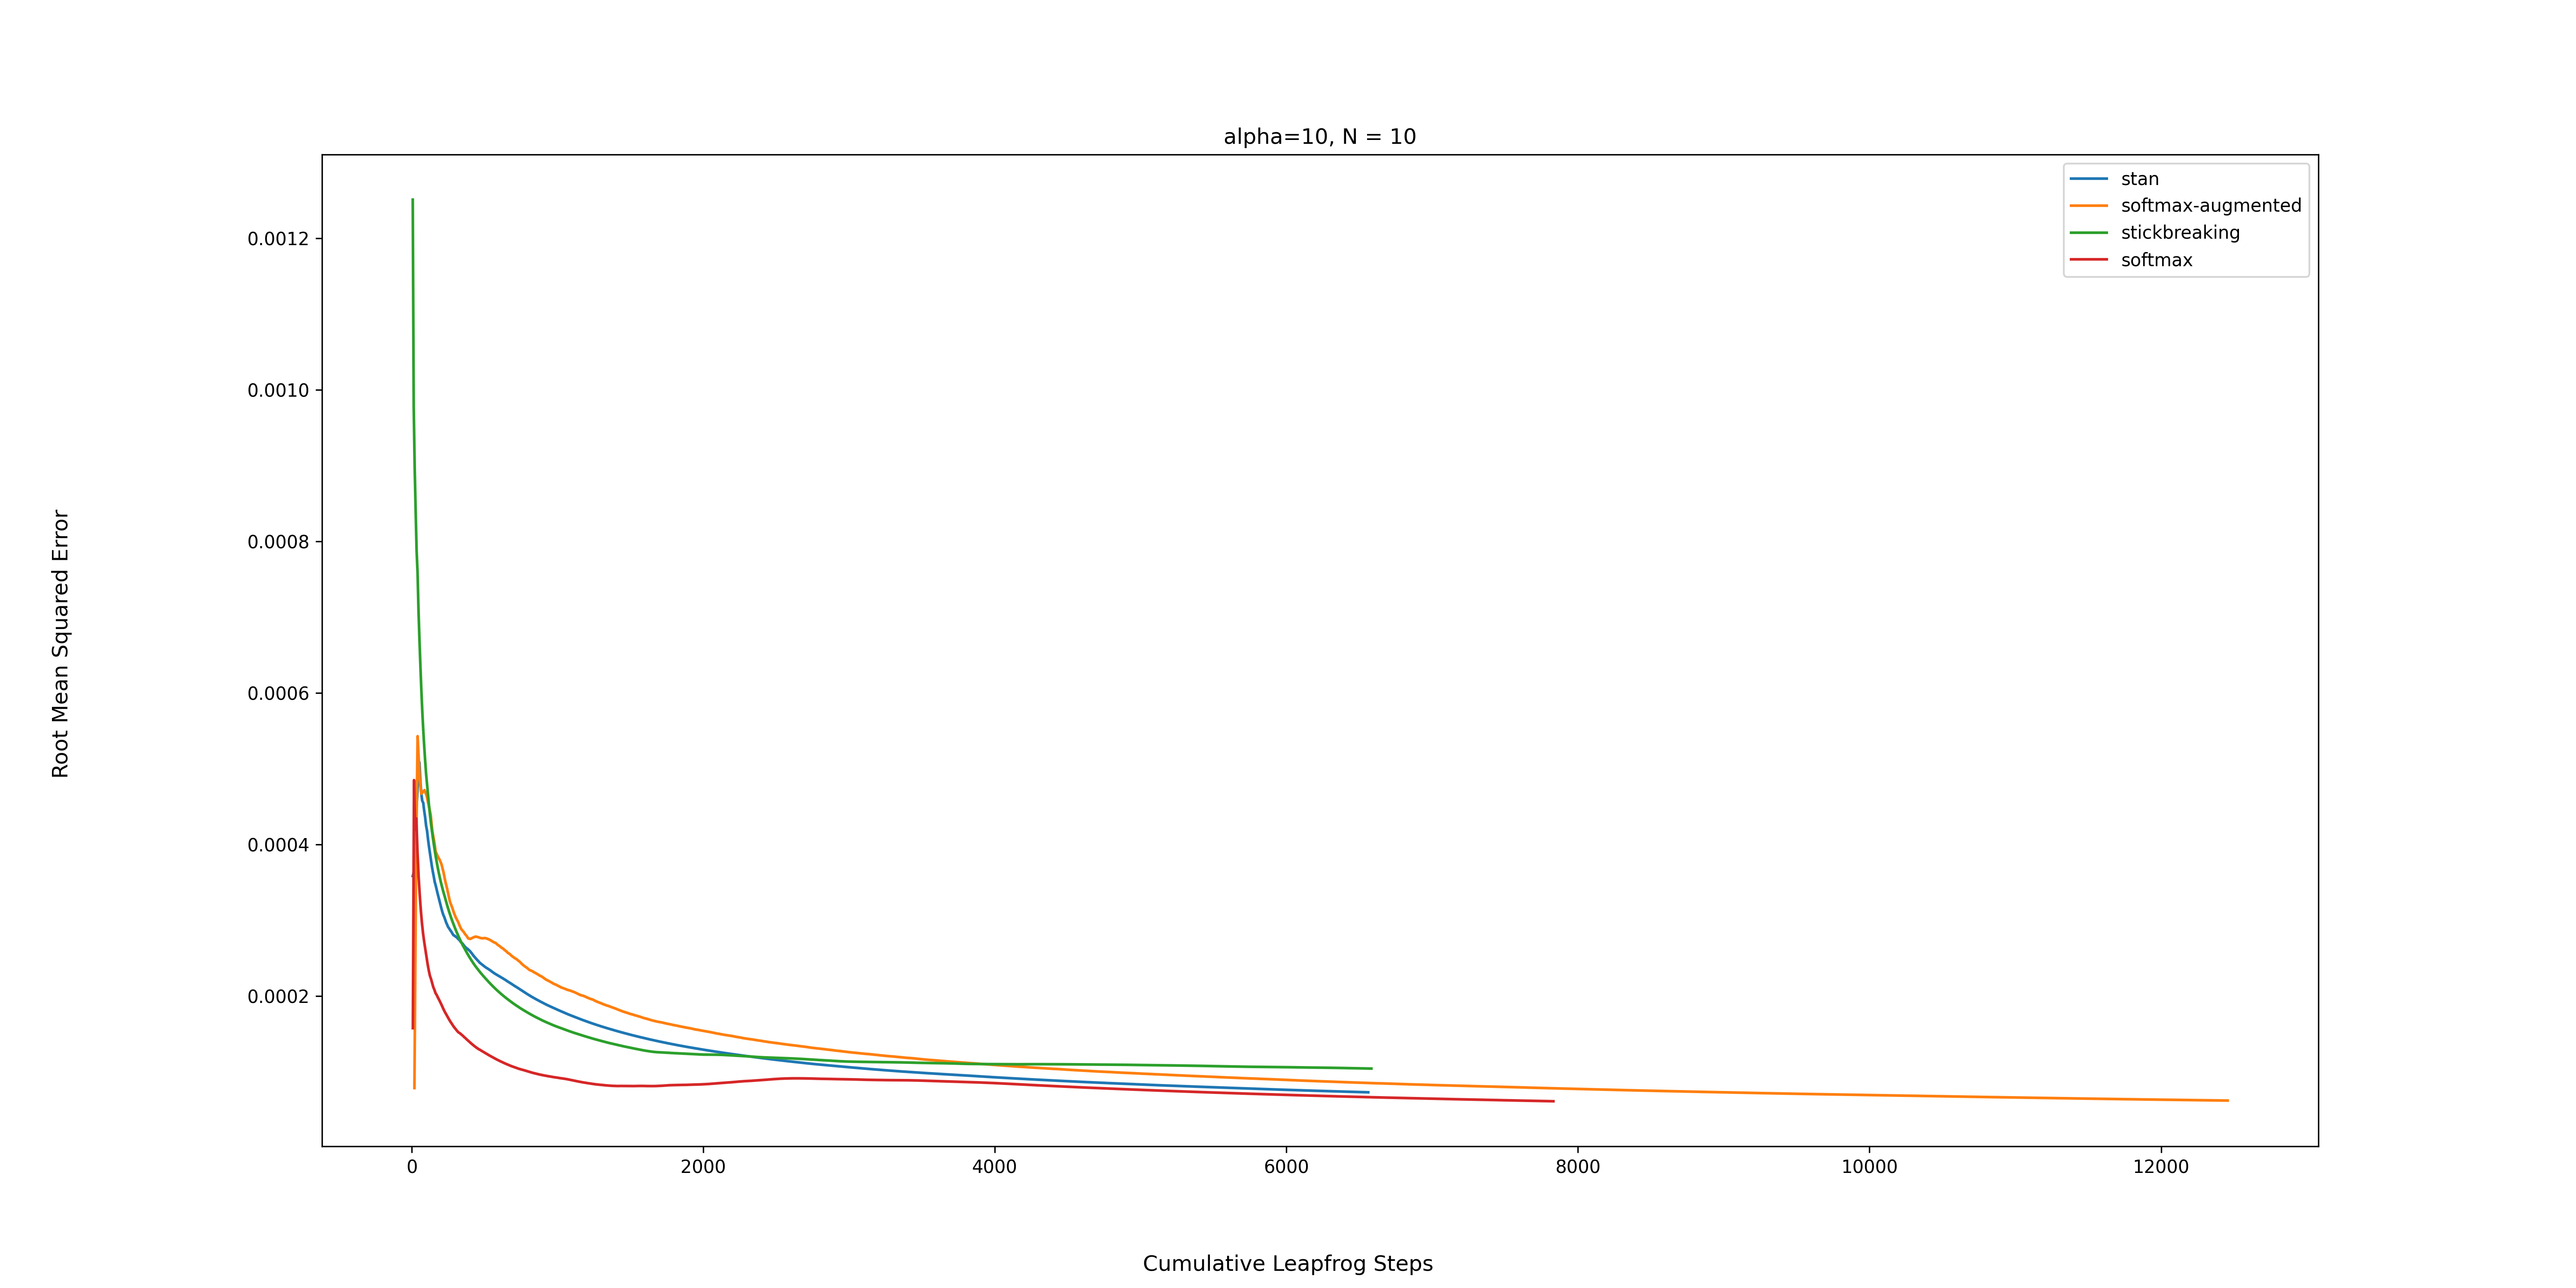 alpha=10, N = 10
stan
softmax-augmented
stickbreaking
softmax
Root Mean Squared Error
0.0012
0.0010
0.0008
0.0006
0.0004
0.0002
0 2000 4000 6000 8000 10000 12000
Cumulative Leapfrog Steps